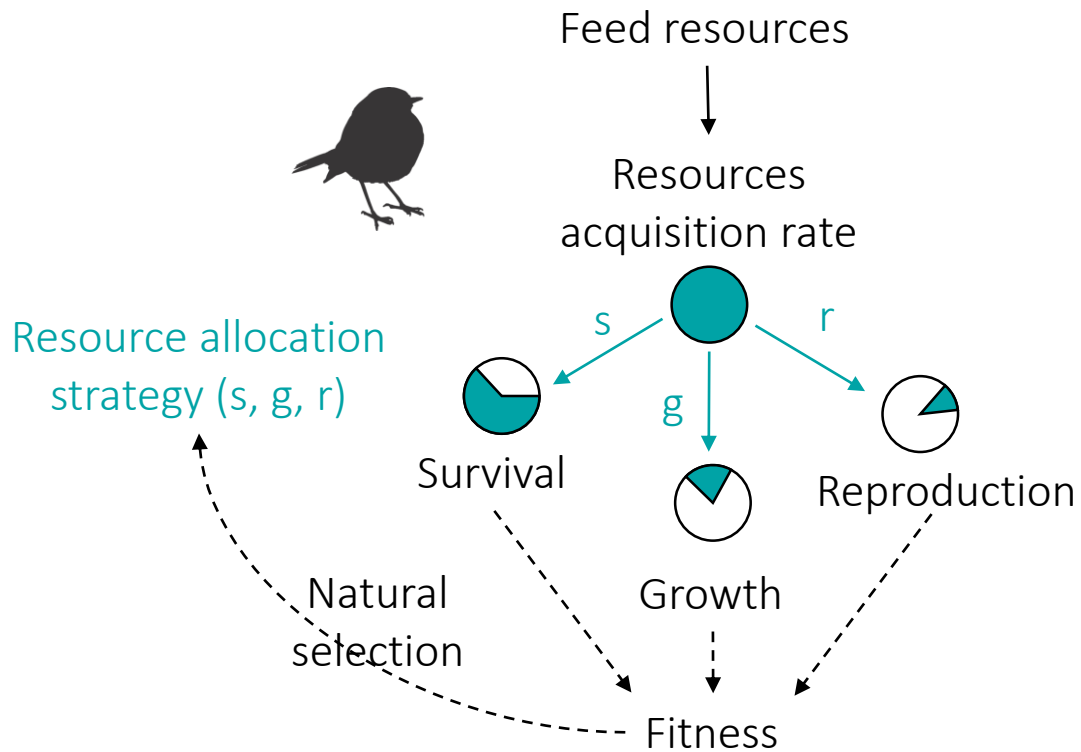 Feed resources
Resources
acquisition rate
s
r
Resource allocation
strategy (s, g, r)
g
Survival
Reproduction
Natural
selection
Growth
Fitness